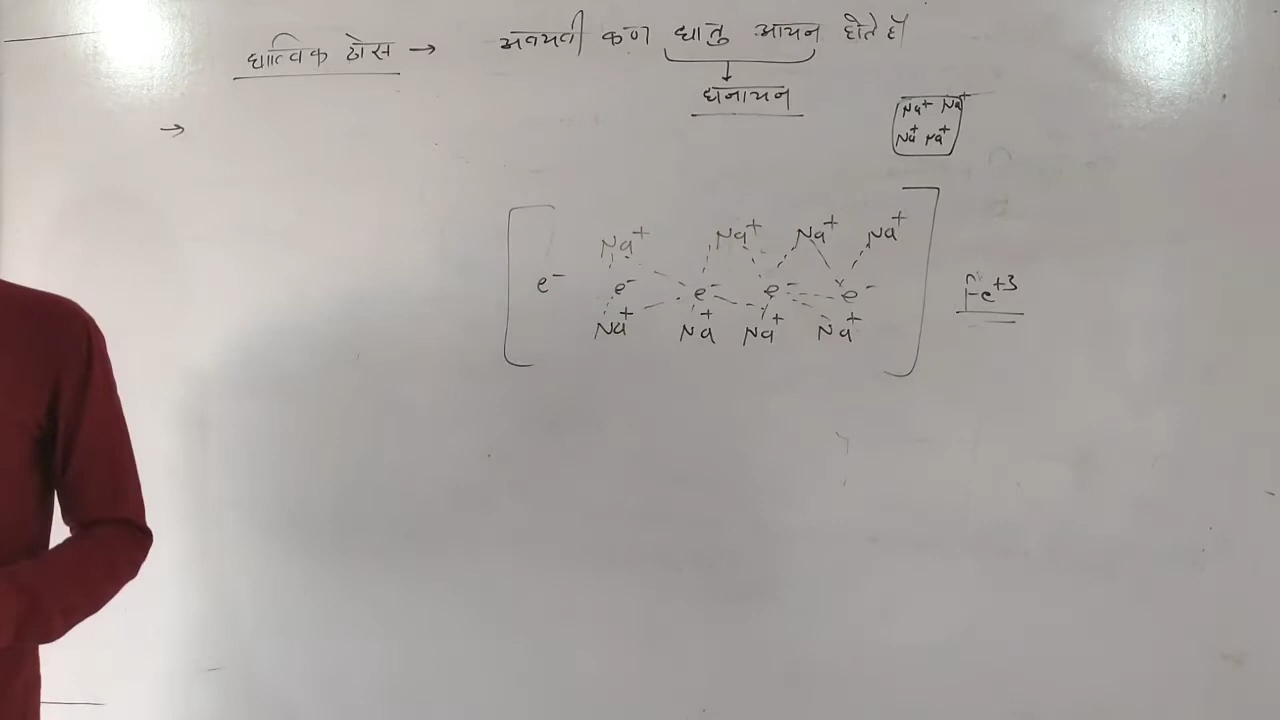 धात्विक ठोस → अवयवी कण धातु आयन होते हैं
धनायन
→
Na⁺ Na⁺
Na⁺ Na⁺
Na⁺ Na⁺ Na⁺ Na⁺
e⁻ e⁻ e⁻ e⁻ e⁻
Fe⁺³
Na⁺ Na⁺ Na⁺ Na⁺